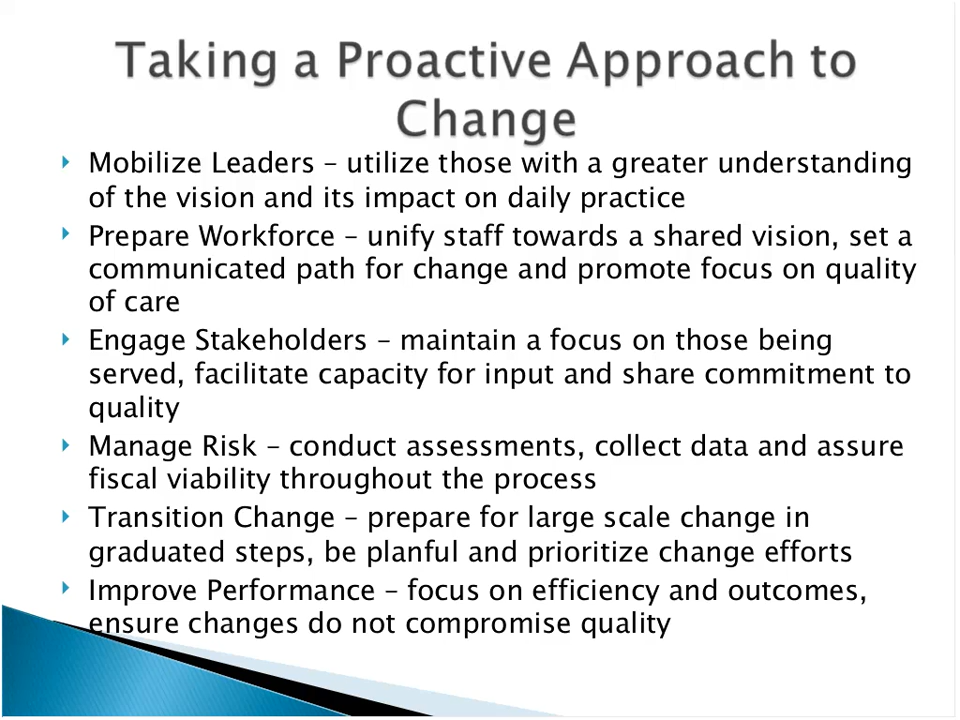 Taking a Proactive Approach to
Change
Mobilize Leaders – utilize those with a greater understanding
of the vision and its impact on daily practice
Prepare Workforce – unify staff towards a shared vision, set a
communicated path for change and promote focus on quality
of care
Engage Stakeholders – maintain a focus on those being
served, facilitate capacity for input and share commitment to
quality
Manage Risk – conduct assessments, collect data and assure
fiscal viability throughout the process
Transition Change – prepare for large scale change in
graduated steps, be planful and prioritize change efforts
Improve Performance – focus on efficiency and outcomes,
ensure changes do not compromise quality